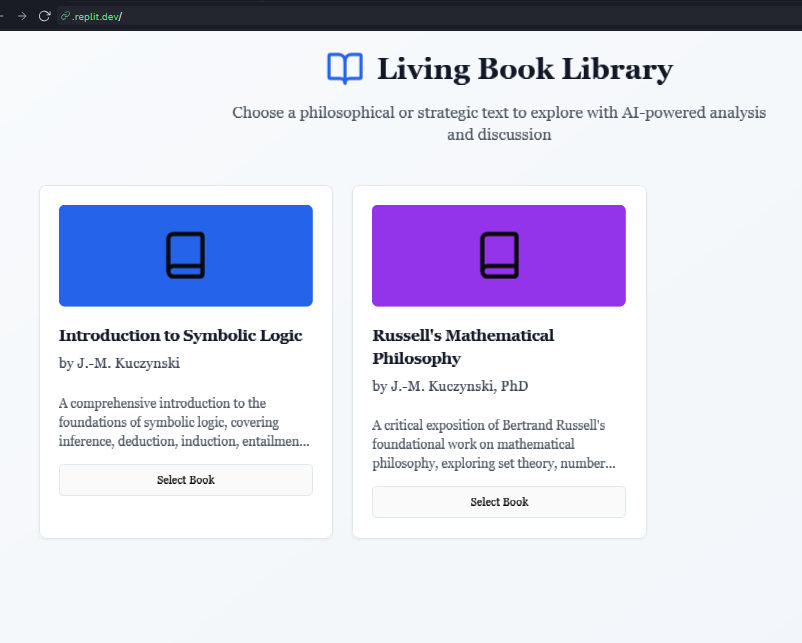 .replit.dev/
Living Book Library
Choose a philosophical or strategic text to explore with AI-powered analysis
and discussion
Introduction to Symbolic Logic
by J.-M. Kuczynski
A comprehensive introduction to the
foundations of symbolic logic, covering
inference, deduction, induction, entailmen...
Select Book
Russell's Mathematical
Philosophy
by J.-M. Kuczynski, PhD
A critical exposition of Bertrand Russell's
foundational work on mathematical
philosophy, exploring set theory, number...
Select Book